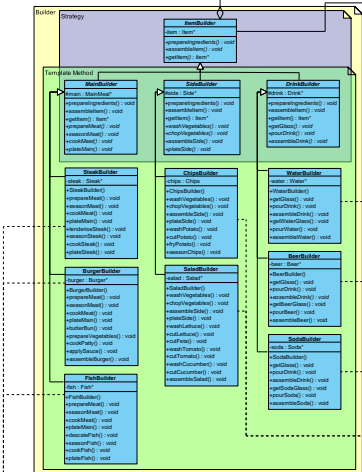 Builder
Strategy
ItemBuilder
-item : Item*
+prepareIngredients() : void
+assembleItem() : void
+getItem() : Item*
Template Method
MainBuilder
#main : MainMeal*
+prepareIngredients() : void
+assembleItem() : void
+getItem() : Item*
+prepareMeat() : void
+seasonMeat() : void
+cookMeat() : void
+plateMain() : void
SideBuilder
#side : Side*
+prepareIngredients() : void
+assembleItem() : void
+getItem() : Item*
+washVegetables() : void
+chopVegetables() : void
+assembleSide() : void
+plateSide() : void
DrinkBuilder
#drink : Drink*
+prepareIngredients() : void
+assembleItem() : void
+getItem() : Item*
+getGlass() : void
+pourDrink() : void
+assembleDrink() : void
SteakBuilder
-steak : Steak*
+SteakBuilder()
+prepareMeat() : void
+seasonMeat() : void
+cookMeat() : void
+plateMain() : void
+tenderiseSteak() : void
+seasonSteak() : void
+cookSteak() : void
+plateSteak() : void
ChipsBuilder
-chips : Chips
+ChipsBuilder()
+washVegetables() : void
+chopVegetables() : void
+assembleSide() : void
+plateSide() : void
+washPotato() : void
+cutPotato() : void
+fryPotato() : void
+seasonChips() : void
WaterBuilder
-water : Water*
+WaterBuilder()
+getGlass() : void
+pourDrink() : void
+assembleDrink() : void
+getWaterGlass() : void
+pourWater() : void
+assembleWater() : void
BurgerBuilder
-burger : Burger*
+BurgerBuilder()
+prepareMeat() : void
+seasonMeat() : void
+cookMeat() : void
+plateMain() : void
+butterBun() : void
+prepareVegetables() : void
+cookPatty() : void
+applySauce() : void
+assembleBurger() : void
SaladBuilder
-salad : Salad*
+SaladBuilder()
+washVegetables() : void
+chopVegetables() : void
+assembleSide() : void
+plateSide() : void
+washLettuce() : void
+cutLettuce() : void
+cutFeta() : void
+washTomato() : void
+cutTomato() : void
+washCucumber() : void
+cutCucumber() : void
+assembleSalad() : void
BeerBuilder
-beer : Beer*
+BeerBuilder()
+getGlass() : void
+pourDrink() : void
+assembleDrink() : void
+getBeerGlass() : void
+pourBeer() : void
+assembleBeer() : void
SodaBuilder
-soda : Soda*
+SodaBuilder()
+getGlass() : void
+pourDrink() : void
+assembleDrink() : void
+getSodaGlass() : void
+pourSoda() : void
+assembleSoda() : void
FishBuilder
-fish : Fish*
+FishBuilder()
+prepareMeat() : void
+seasonMeat() : void
+cookMeat() : void
+plateMain() : void
+descaleFish() : void
+seasonFish() : void
+cookFish() : void
+plateFish() : void